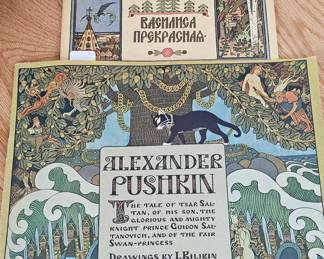 ВАСИЛИСА
ПРЕКРАСНАЯ
ALEXANDER
PUSHKIN
THE TALE OF TSAR SAL-
TAN, OF HIS SON, THE
GLORIOUS AND MIGHTY
KNIGHT PRINCE GUIDON SAL-
TANOVICH, AND OF THE FAIR
SWAN-PRINCESS
DRAWINGS BY I. BILIBIN